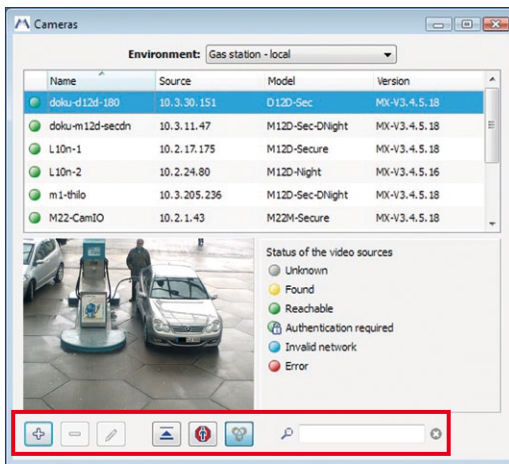 Cameras
Environment: Gas station - local
Name Source Model Version
doku-d12d-180 10.3.30.151 D12D-Sec MX-V3.4.5.18
doku-m12d-secdn 10.3.11.47 M12D-Sec-DNight MX-V3.4.5.18
L10n-1 10.2.17.175 M12D-Secure MX-V3.4.5.18
L10n-2 10.2.24.80 M12D-Night MX-V3.4.5.16
m1-thilo 10.3.205.236 M12D-Sec-DNight MX-V3.4.5.18
M22-CamIO 10.2.1.43 M22M-Secure MX-V3.4.5.18
Status of the video sources
Unknown
Found
Reachable
Authentication required
Invalid network
Error